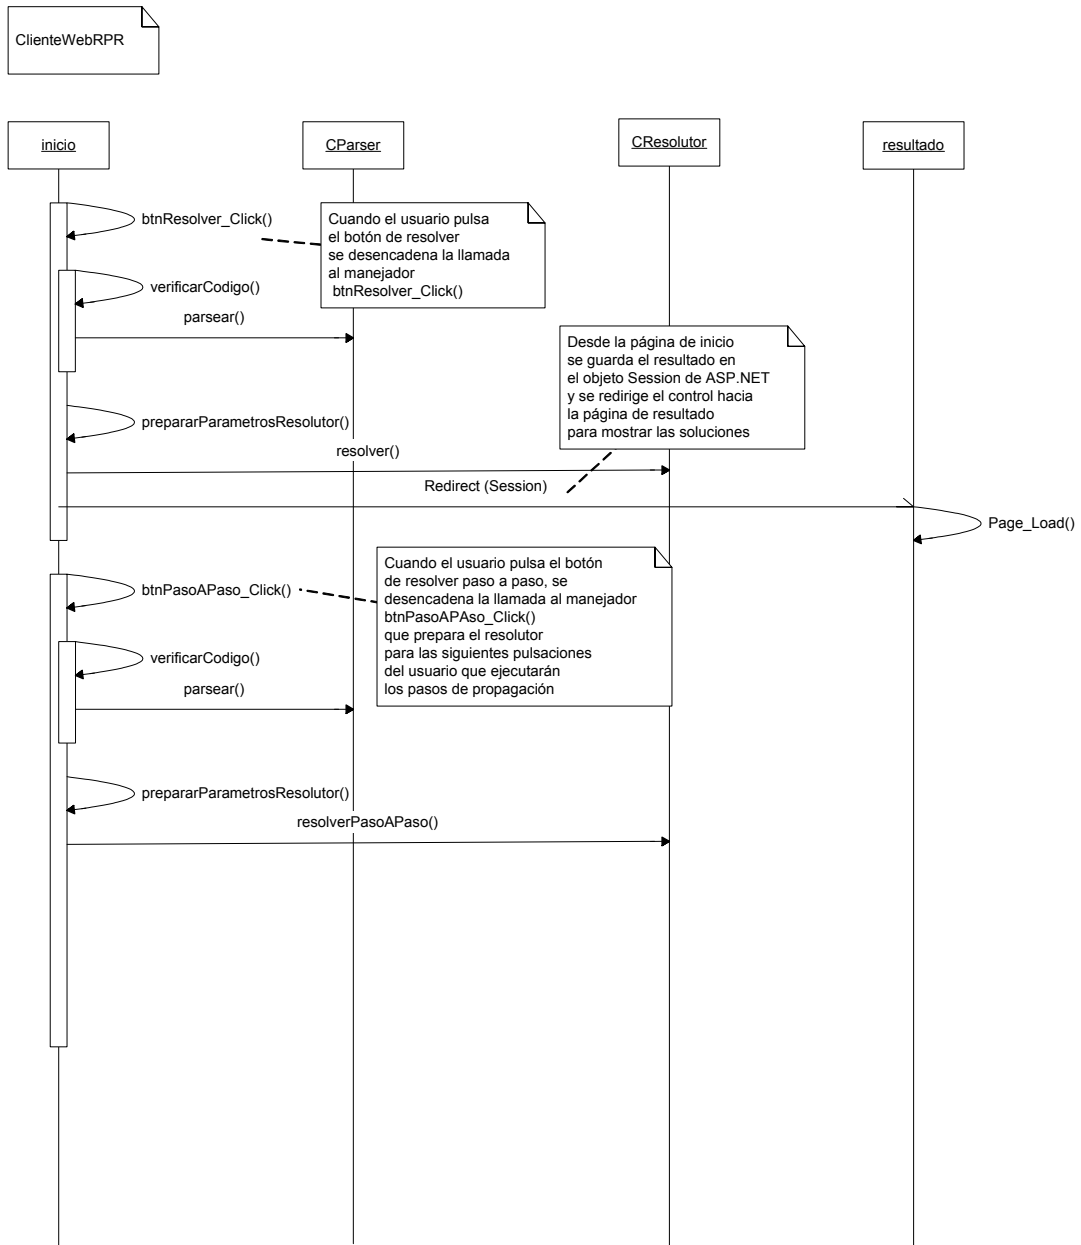 ClienteWebRPR
inicio
CParser
CResolutor
resultado
btnResolver_Click()
Cuando el usuario pulsa
el botón de resolver
se desencadena la llamada
al manejador
btnResolver_Click()
verificarCodigo()
parsear()
Desde la página de inicio
se guarda el resultado en
el objeto Session de ASP.NET
y se redirige el control hacia
la página de resultado
para mostrar las soluciones
prepararParametrosResolutor()
resolver()
Redirect (Session)
Page_Load()
Cuando el usuario pulsa el botón
de resolver paso a paso, se
desencadena la llamada al manejador
btnPasoAPAso_Click()
que prepara el resolutor
para las siguientes pulsaciones
del usuario que ejecutarán
los pasos de propagación
btnPasoAPaso_Click()
verificarCodigo()
parsear()
prepararParametrosResolutor()
resolverPasoAPaso()